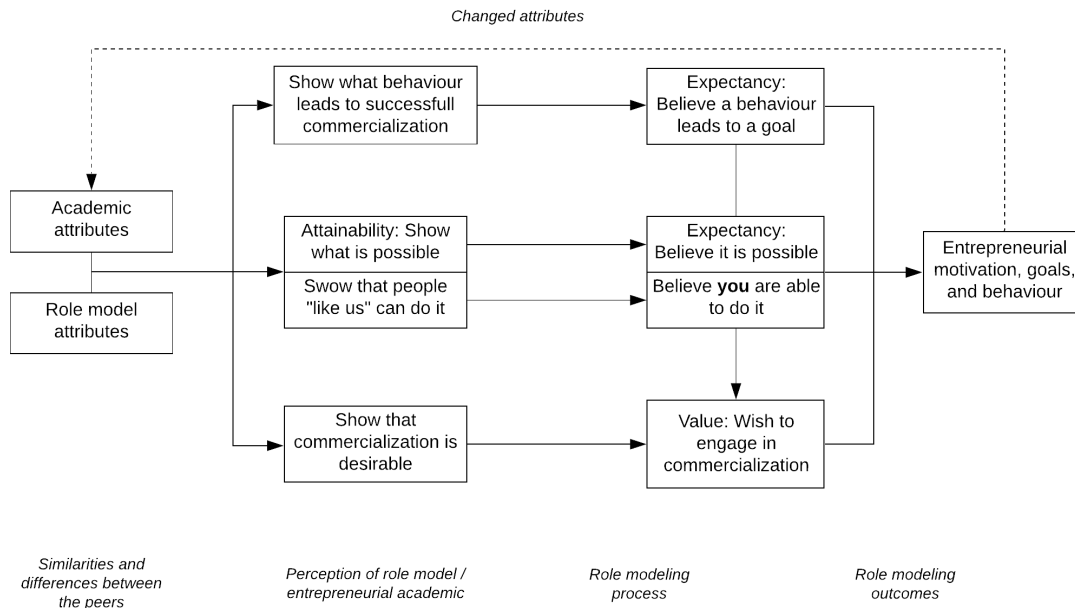 Changed attributes
Show what behaviour
leads to successfull
commercialization
Expectancy:
Believe a behaviour
leads to a goal
Academic
attributes
Role model
attributes
Attainability: Show
what is possible
Swow that people
"like us" can do it
Expectancy:
Believe it is possible
Believe you are able
to do it
Entrepreneurial
motivation, goals,
and behaviour
Show that
commercialization is
desirable
Value: Wish to
engage in
commercialization
Similarities and
differences between
the peers
Perception of role model /
entrepreneurial academic
Role modeling
process
Role modeling
outcomes